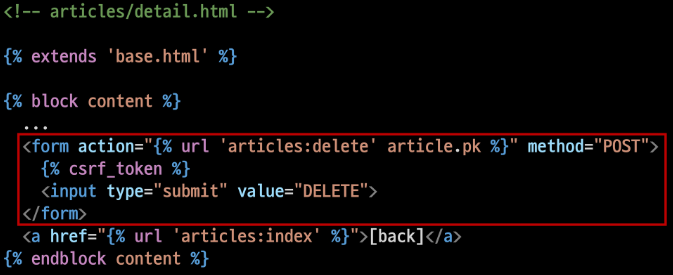 <!-- articles/detail.html -->
{% extends 'base.html' %}
{% block content %}
...
<form action="{% url 'articles:delete' article.pk %}" method="POST">
{% csrf_token %}
<input type="submit" value="DELETE">
</form>
<a href="{% url 'articles:index' %}">[back]</a>
{% endblock content %}